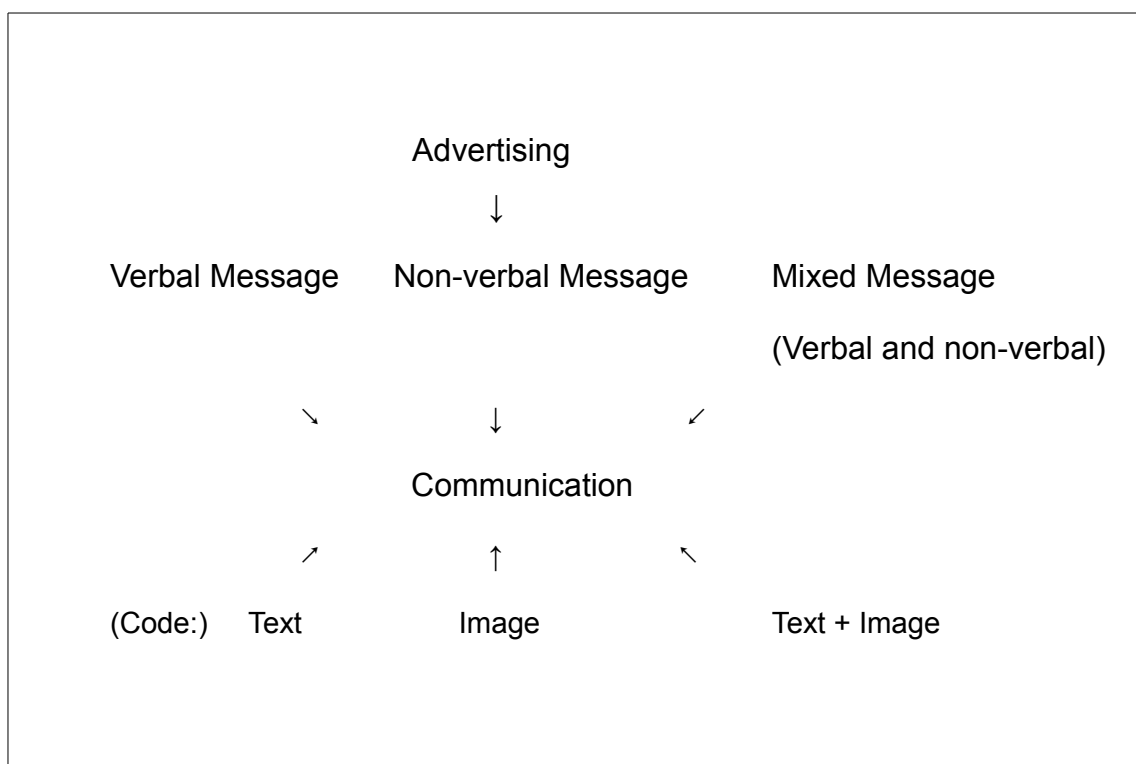 Advertising
↓
Verbal Message Non-verbal Message Mixed Message
(Verbal and non-verbal)
↘ ↓ ↙
Communication
↗ ↑ ↖
(Code:) Text Image Text + Image